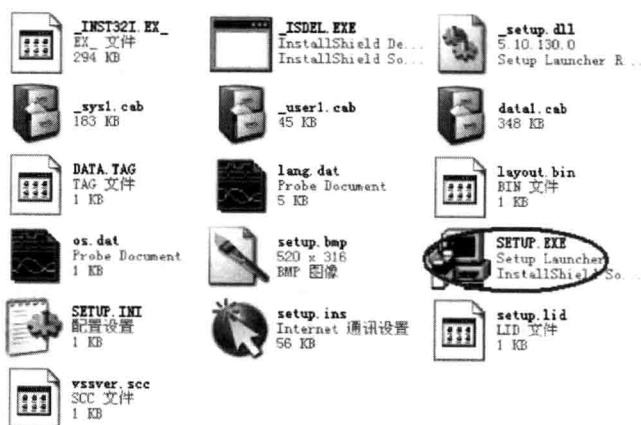 _INST32I.EX_
EX_ 文件
294 KB
_ISDEL.EXE
InstallShield De...
InstallShield So...
_setup.dll
5.10.130.0
Setup Launcher R...
_sys1.cab
183 KB
_user1.cab
45 KB
data1.cab
348 KB
DATA.TAG
TAG 文件
1 KB
lang.dat
Probe Document
5 KB
layout.bin
BIN 文件
1 KB
os.dat
Probe Document
1 KB
setup.bmp
520 x 316
BMP 图像
SETUP.EXE
Setup Launcher
InstallShield So...
SETUP.INI
配置设置
1 KB
setup.ins
Internet 通讯设置
56 KB
setup.lid
LID 文件
1 KB
vssver.scc
SCC 文件
1 KB